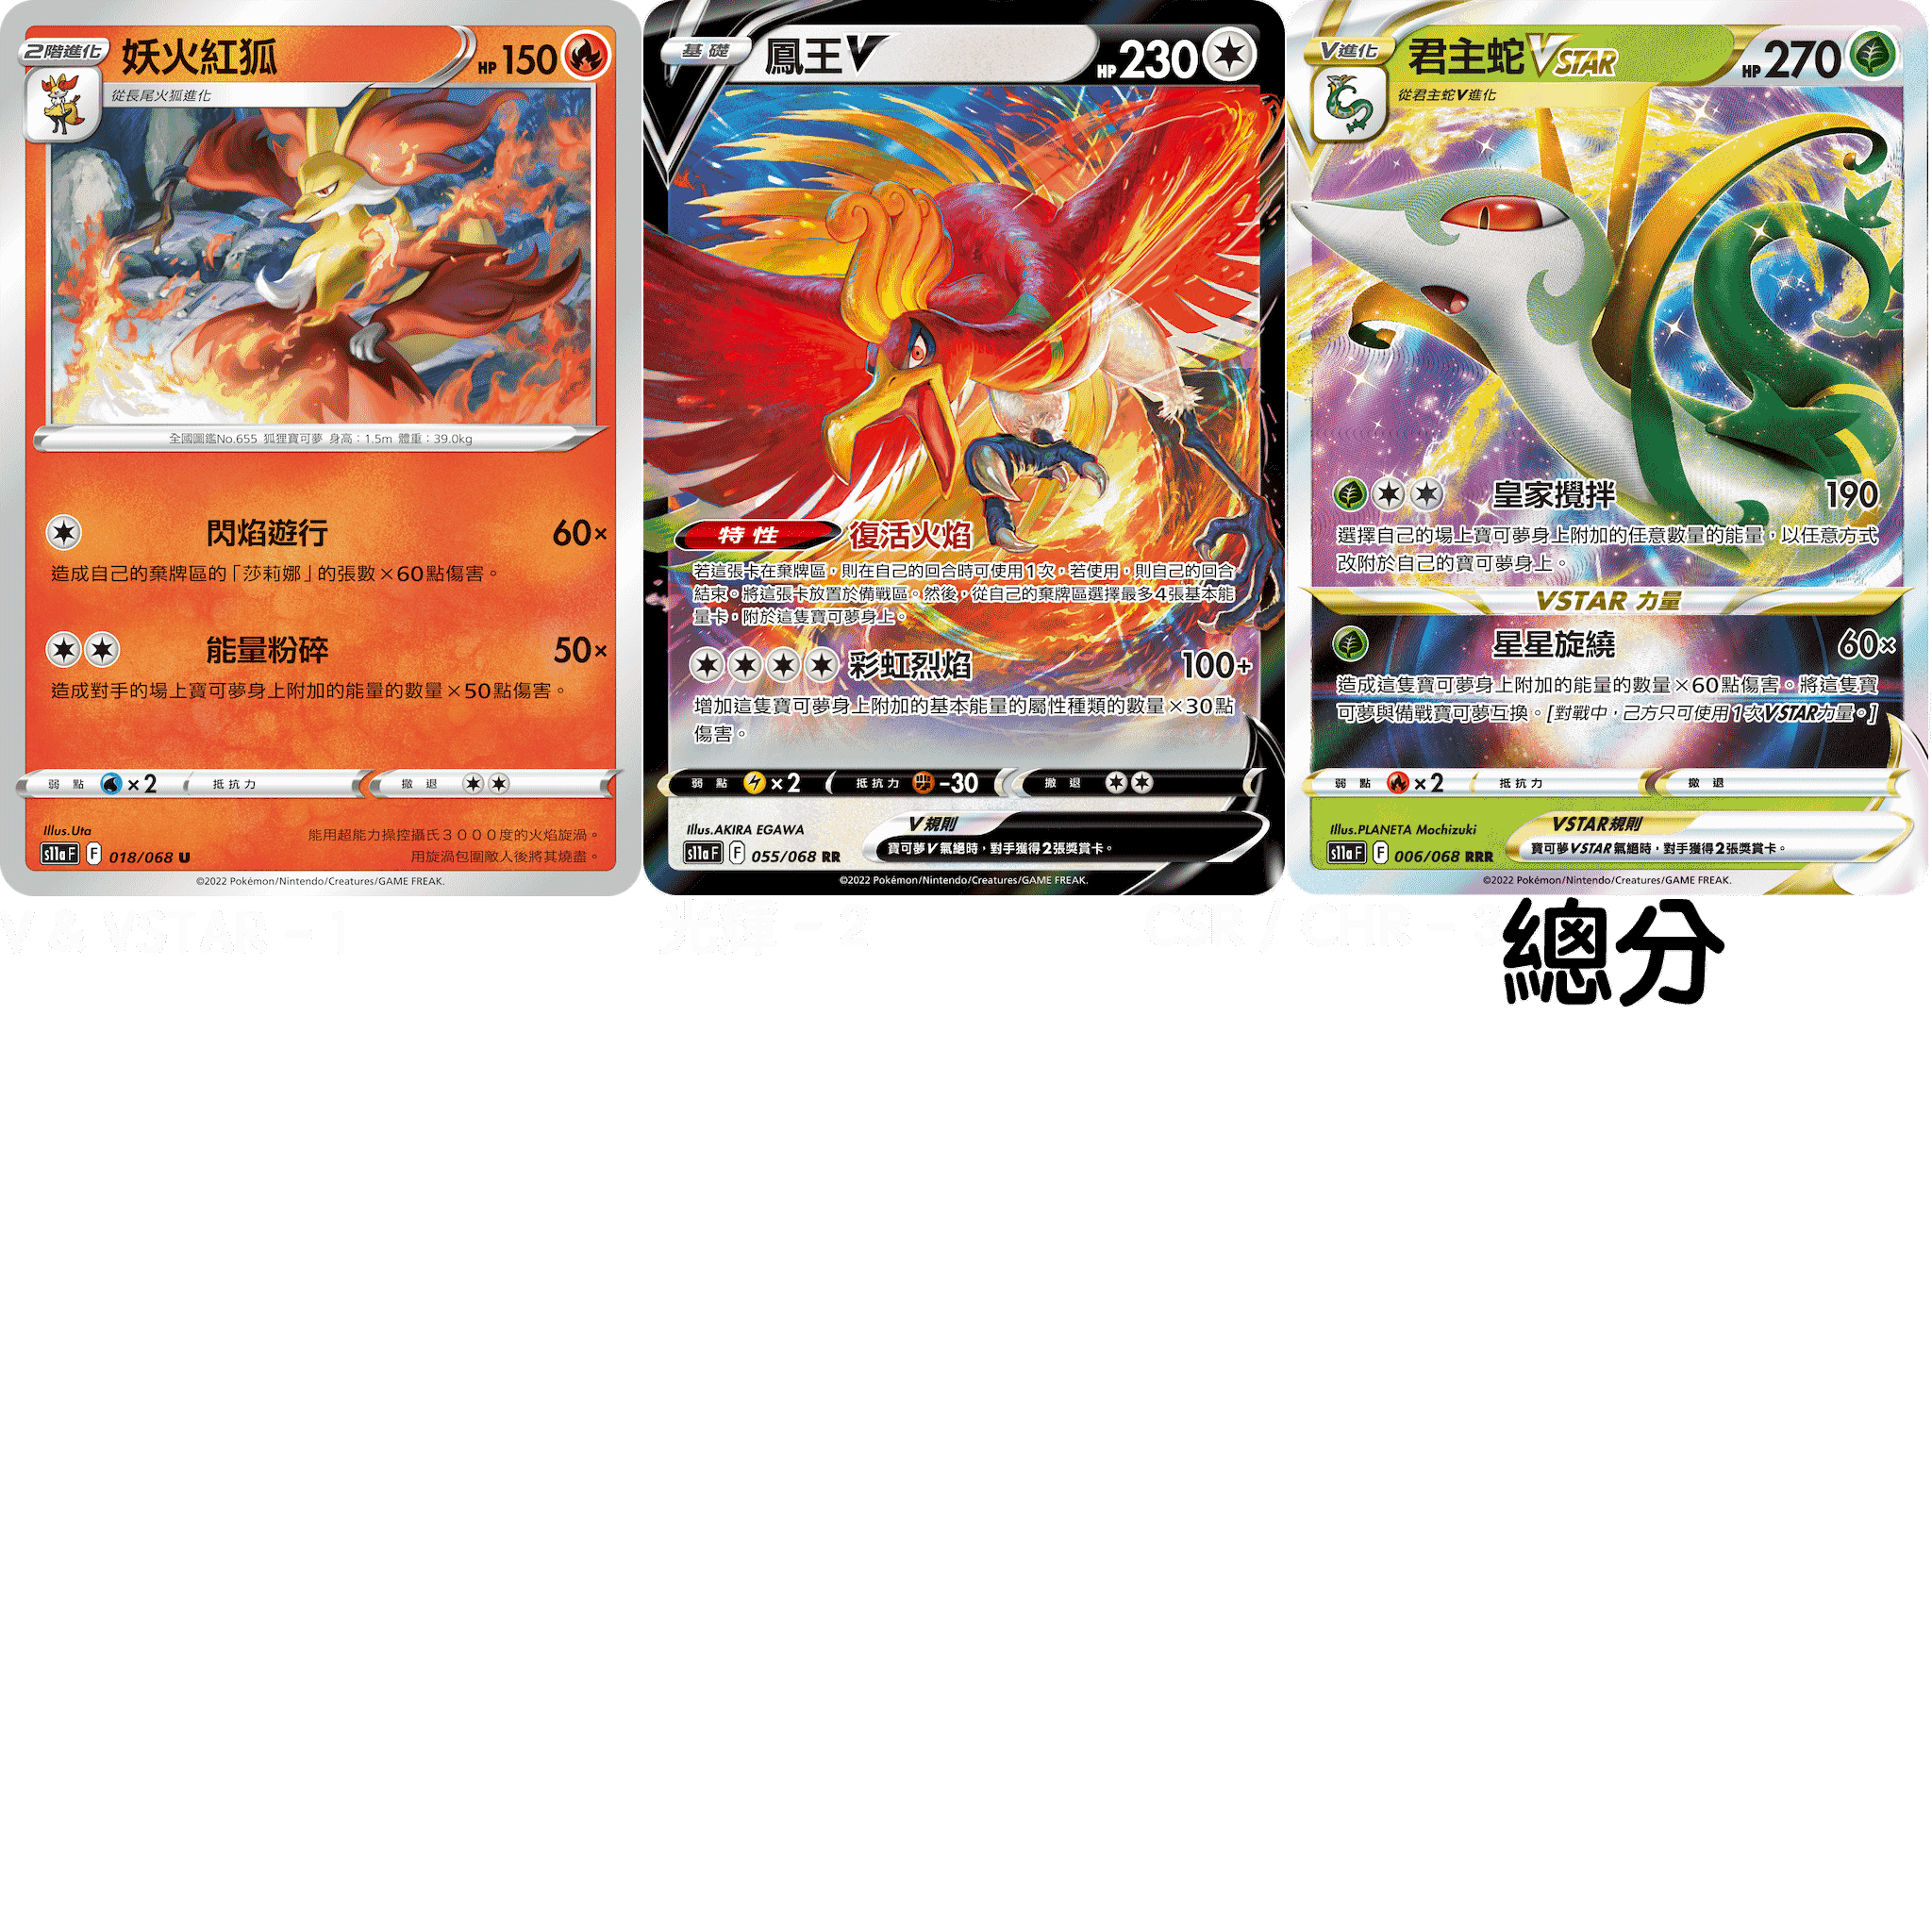 2階進化 妖火紅狐 HP 150
從長尾火狐進化
全國圖鑑No.655 狐狸寶可夢 身高：1.5m 體重：39.0kg
閃焰遊行 60×
造成自己的棄牌區的「莎莉娜」的張數×60點傷害。
能量粉碎 50×
造成對手的場上寶可夢身上附加的能量的數量×50點傷害。
弱點 ×2 抵抗力 撤退
Illus.Uta
能用超能力操控攝氏３０００度的火焰旋渦。
用旋渦包圍敵人後將其燒盡。
s11a F F 018/068 U
©2022 Pokémon/Nintendo/Creatures/GAME FREAK.
基礎 鳳王V HP 230
特性 復活火焰
若這張卡在棄牌區，則在自己的回合時可使用1次，若使用，則自己的回合
結束。將這張卡放置於備戰區。然後，從自己的棄牌區選擇最多4張基本能
量卡，附於這隻寶可夢身上。
彩虹烈焰 100+
增加這隻寶可夢身上附加的基本能量的屬性種類的數量×30點
傷害。
弱點 ×2 抵抗力 -30 撤退
Illus.AKIRA EGAWA
V規則
寶可夢V氣絕時，對手獲得2張獎賞卡。
s11a F F 055/068 RR
©2022 Pokémon/Nintendo/Creatures/GAME FREAK.
V進化 君主蛇VSTAR HP 270
從君主蛇V進化
皇家攪拌 190
選擇自己的場上寶可夢身上附加的任意數量的能量，以任意方式
改附於自己的寶可夢身上。
VSTAR 力量
星星旋繞 60×
造成這隻寶可夢身上附加的能量的數量×60點傷害。將這隻寶
可夢與備戰寶可夢互換。[對戰中，己方只可使用1次VSTAR力量。]
弱點 ×2 抵抗力 撤退
Illus.PLANETA Mochizuki
VSTAR規則
寶可夢VSTAR氣絕時，對手獲得2張獎賞卡。
s11a F F 006/068 RRR
©2022 Pokémon/Nintendo/Creatures/GAME FREAK.
V & VSTAR - 1 光輝 - 2 CSR / CHR - 3
總分